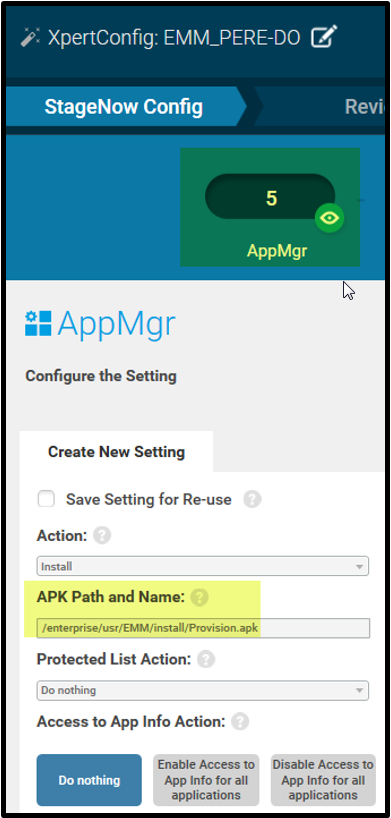 XpertConfig: EMM_PERE-DO
StageNow Config
Revi
5
AppMgr
AppMgr
Configure the Setting
Create New Setting
Save Setting for Re-use ?
Action: ?
Install
APK Path and Name: ?
/enterprise/usr/EMM/install/Provision.apk
Protected List Action: ?
Do nothing
Access to App Info Action: ?
Do nothing
Enable Access to
App Info for all
applications
Disable Access to
App Info for all
applications